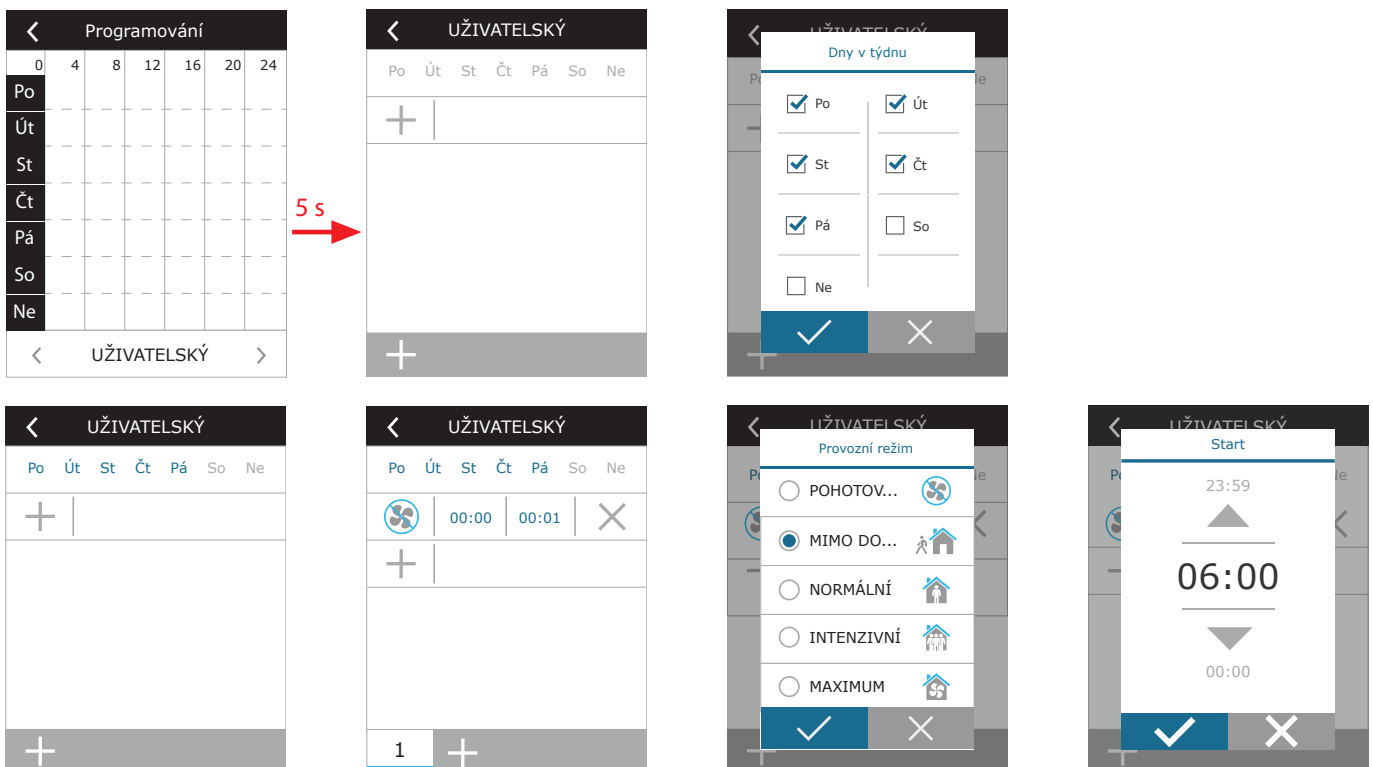 Programování
0 4 8 12 16 20 24
Po
Út
St
Čt
Pá
So
Ne
UŽIVATELSKÝ
5 s
UŽIVATELSKÝ
Po Út St Čt Pá So Ne
UŽIVATELSKÝ
Dny v týdnu
Po Út
St Čt
Pá So
Ne
UŽIVATELSKÝ
Po Út St Čt Pá So Ne
UŽIVATELSKÝ
Po Út St Čt Pá So Ne
00:00 00:01
1
UŽIVATELSKÝ
Provozní režim
POHOTOV...
MIMO DO...
NORMÁLNÍ
INTENZIVNÍ
MAXIMUM
UŽIVATELSKÝ
Start
23:59
06:00
00:00